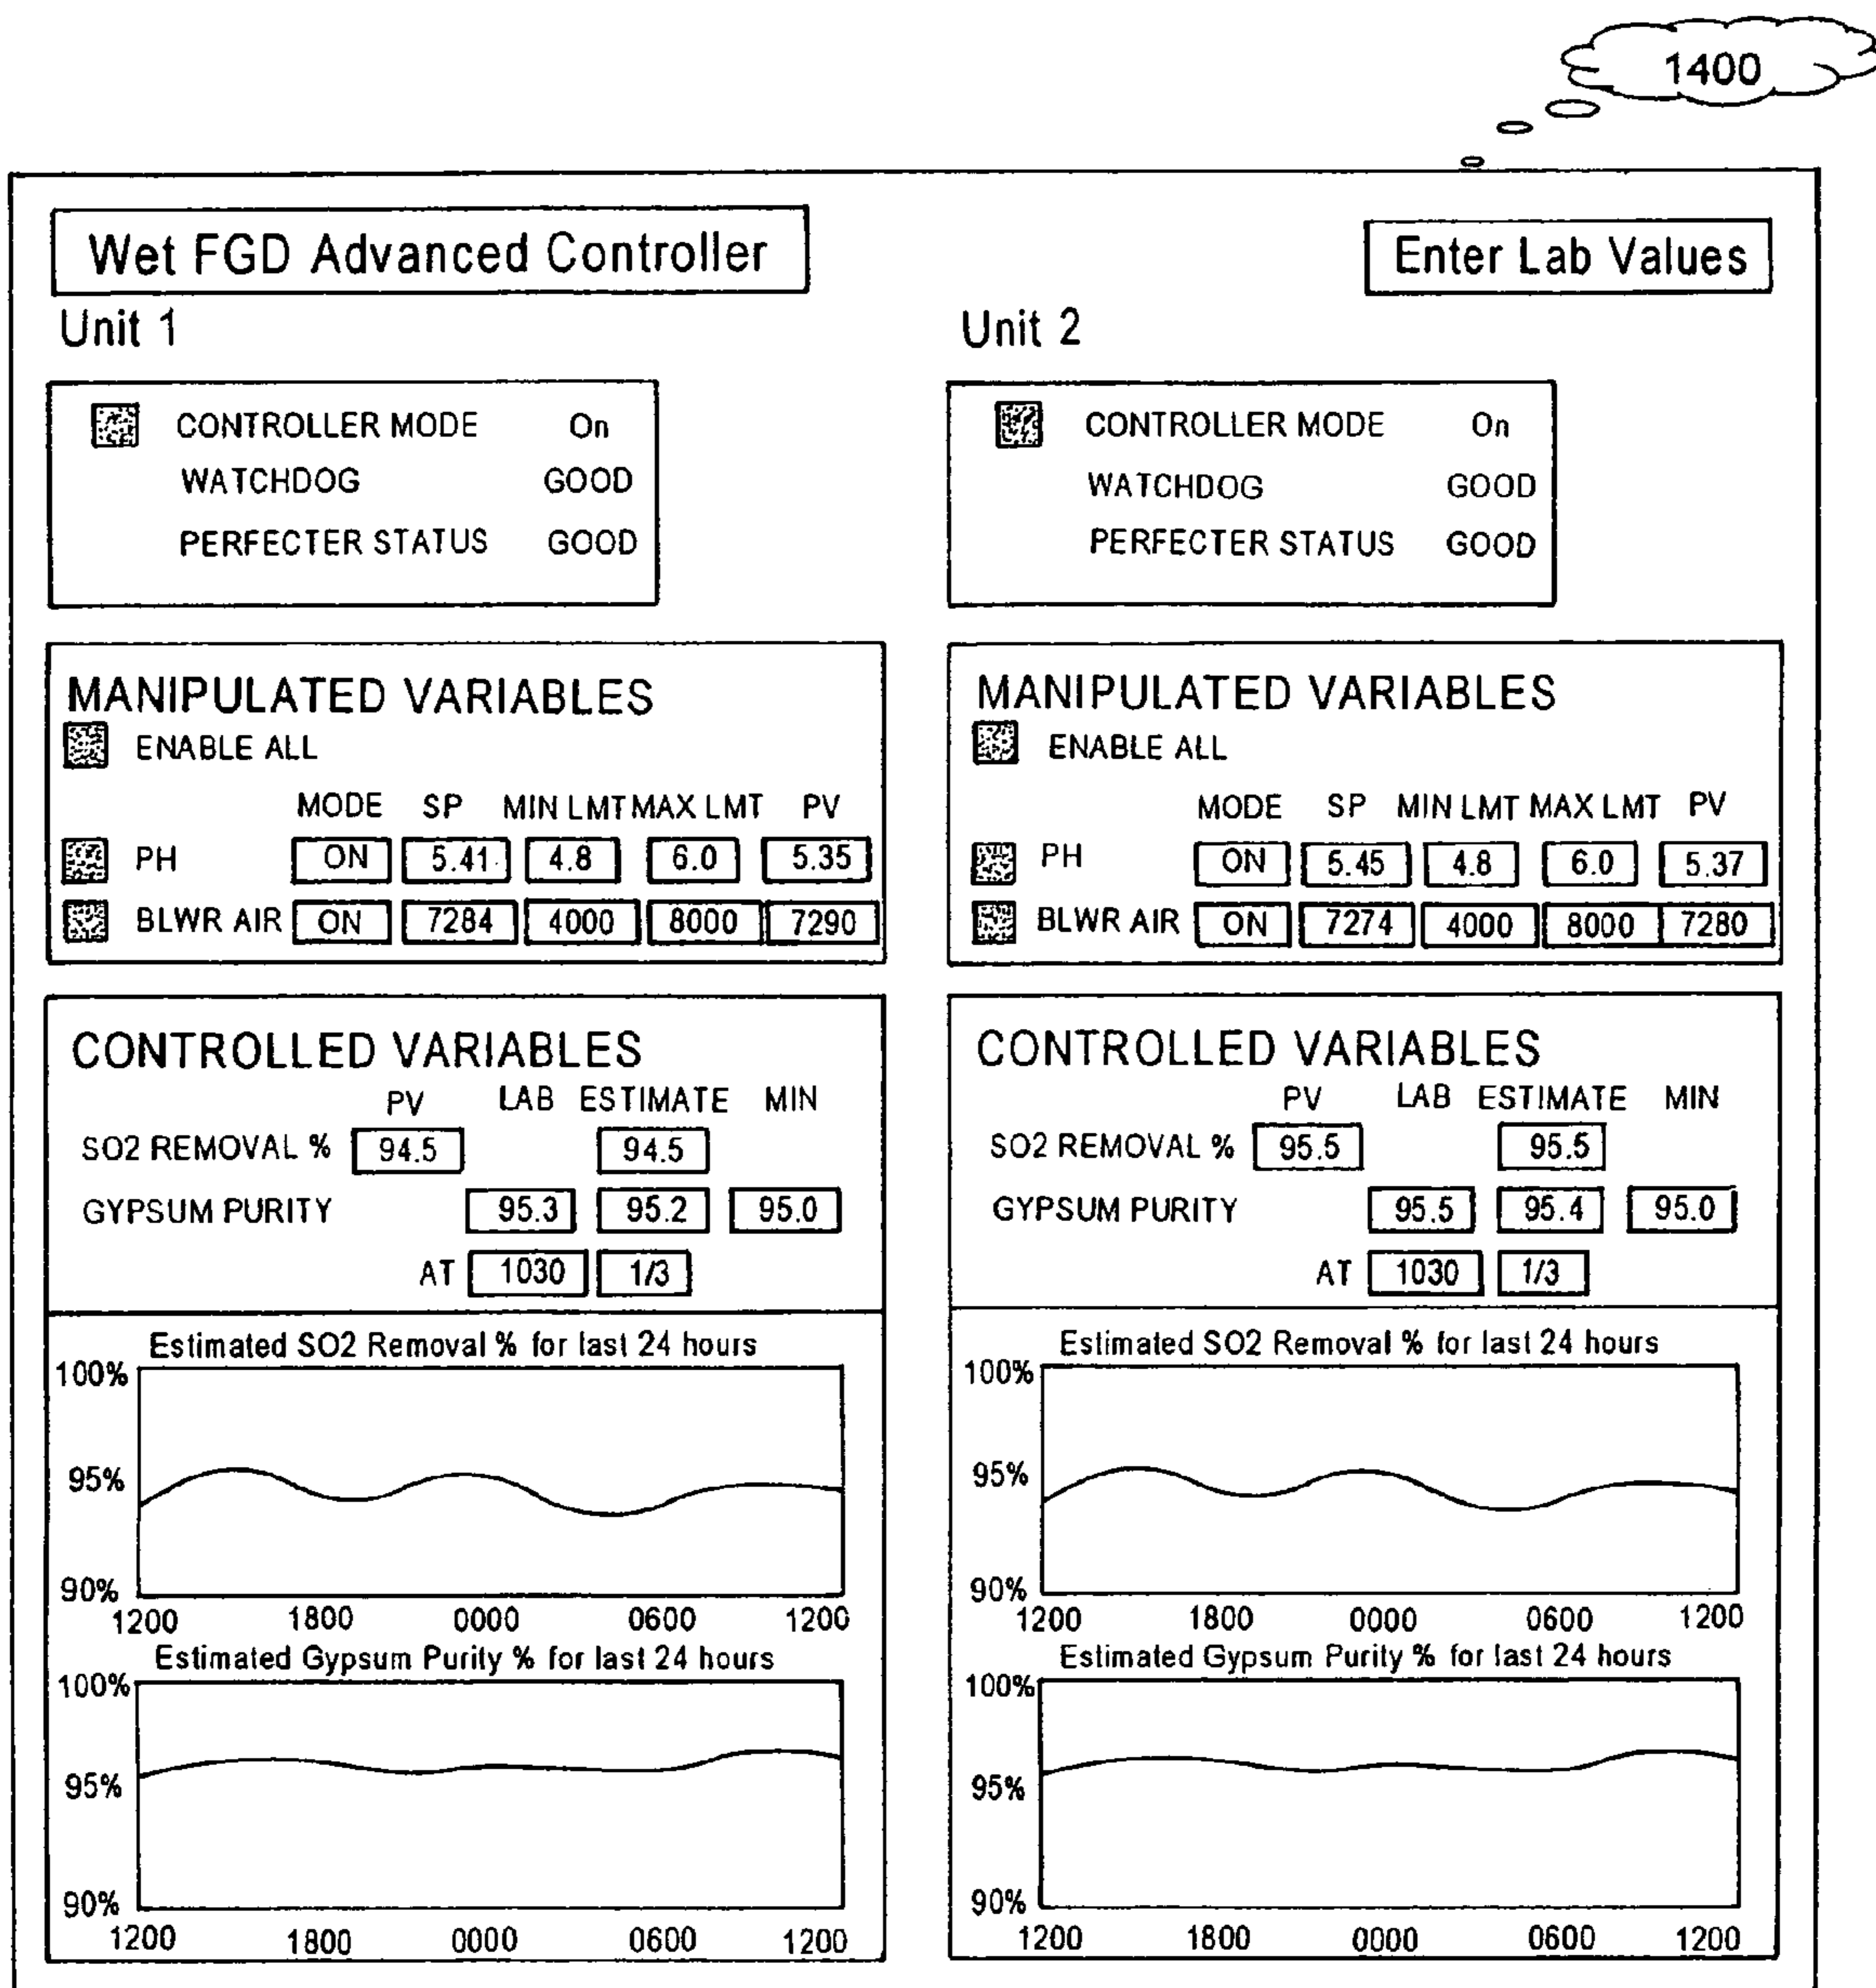 1400
Wet FGD Advanced Controller
Enter Lab Values
Unit 1
CONTROLLER MODE On
WATCHDOG GOOD
PERFECTER STATUS GOOD
MANIPULATED VARIABLES
ENABLE ALL
MODE SP MIN LMT MAX LMT PV
PH ON 5.41 4.8 6.0 5.35
BLWR AIR ON 7284 4000 8000 7290
CONTROLLED VARIABLES
PV LAB ESTIMATE MIN
SO2 REMOVAL % 94.5 94.5
GYPSUM PURITY 95.3 95.2 95.0
AT 1030 1/3
Estimated SO2 Removal % for last 24 hours
100%
95%
90%
1200 1800 0000 0600 1200
Estimated Gypsum Purity % for last 24 hours
100%
95%
90%
1200 1800 0000 0600 1200
Unit 2
CONTROLLER MODE On
WATCHDOG GOOD
PERFECTER STATUS GOOD
MANIPULATED VARIABLES
ENABLE ALL
MODE SP MIN LMT MAX LMT PV
PH ON 5.45 4.8 6.0 5.37
BLWR AIR ON 7274 4000 8000 7280
CONTROLLED VARIABLES
PV LAB ESTIMATE MIN
SO2 REMOVAL % 95.5 95.5
GYPSUM PURITY 95.5 95.4 95.0
AT 1030 1/3
Estimated SO2 Removal % for last 24 hours
100%
95%
90%
1200 1800 0000 0600 1200
Estimated Gypsum Purity % for last 24 hours
100%
95%
90%
1200 1800 0000 0600 1200